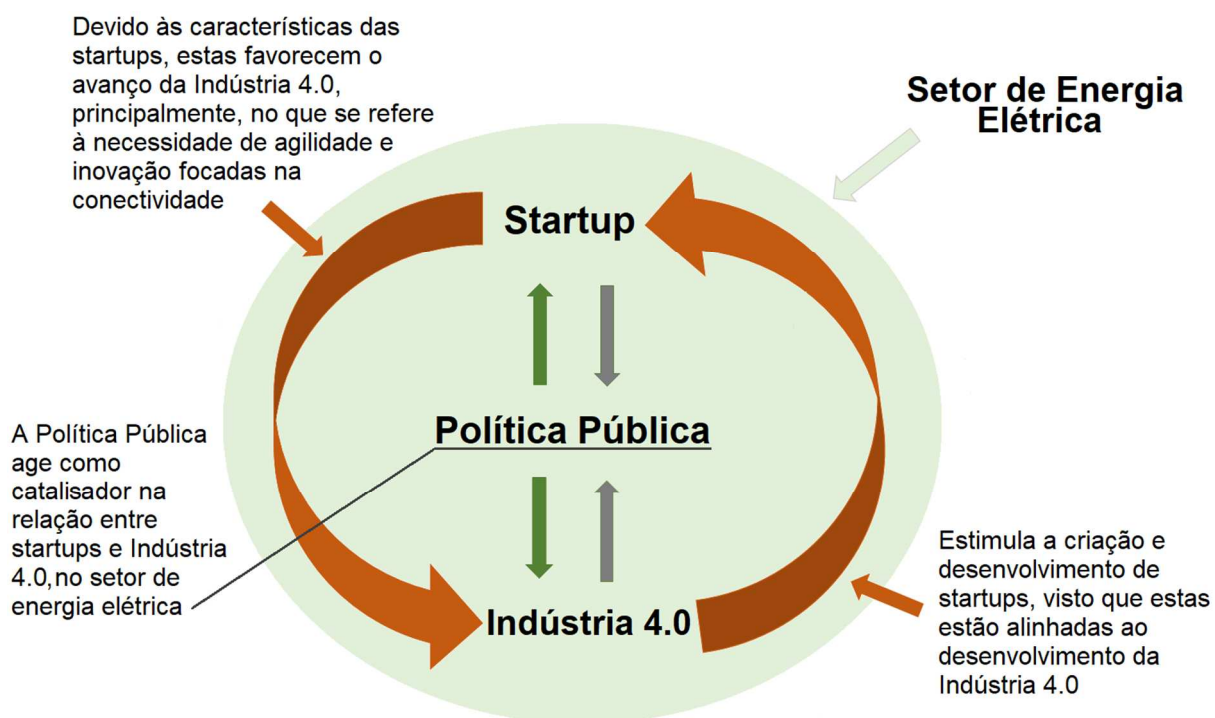 Devido às características das
startups, estas favorecem o
avanço da Indústria 4.0,
principalmente, no que se refere
à necessidade de agilidade e
inovação focadas na
conectividade
Setor de Energia
Elétrica
Startup
Política Pública
A Política Pública
age como
catalisador na
relação entre
startups e Indústria
4.0,no setor de
energia elétrica
Indústria 4.0
Estimula a criação e
desenvolvimento de
startups, visto que estas
estão alinhadas ao
desenvolvimento da
Indústria 4.0